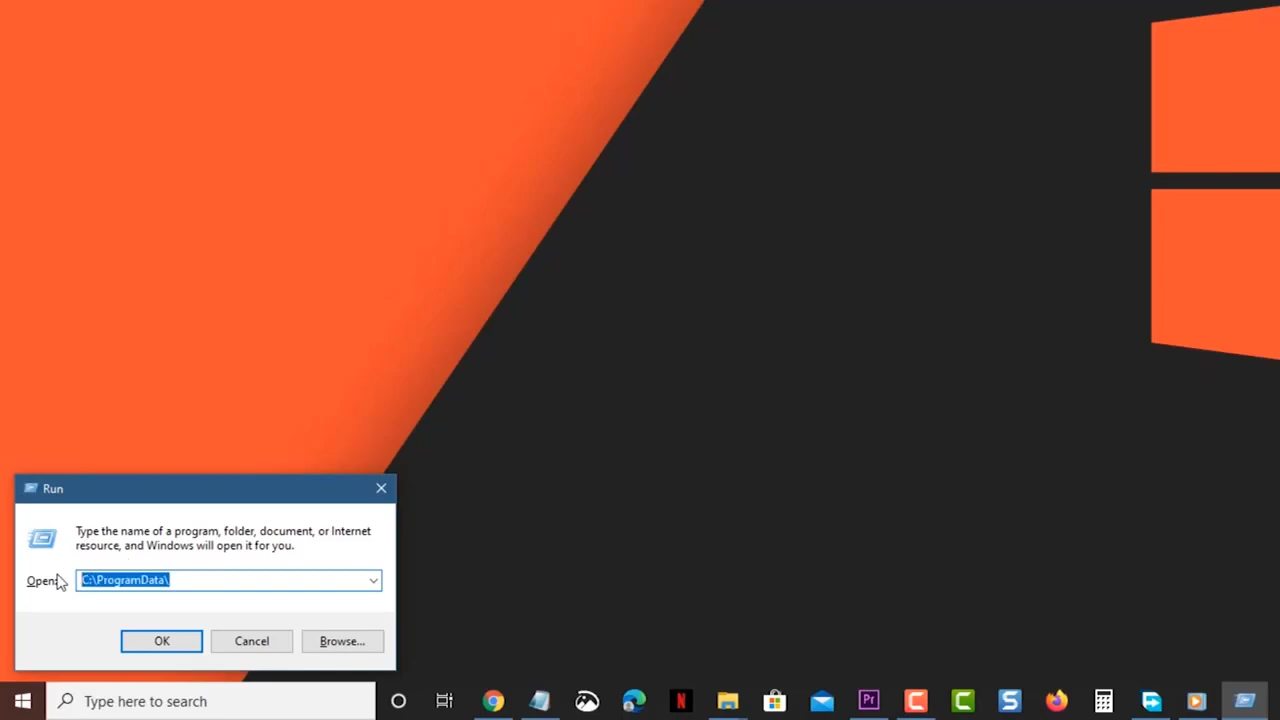 Run
Type the name of a program, folder, document, or Internet
resource, and Windows will open it for you.
Open:
C:\ProgramData\
OK
Cancel
Browse...
Type here to search
N
Pr
C
C
S